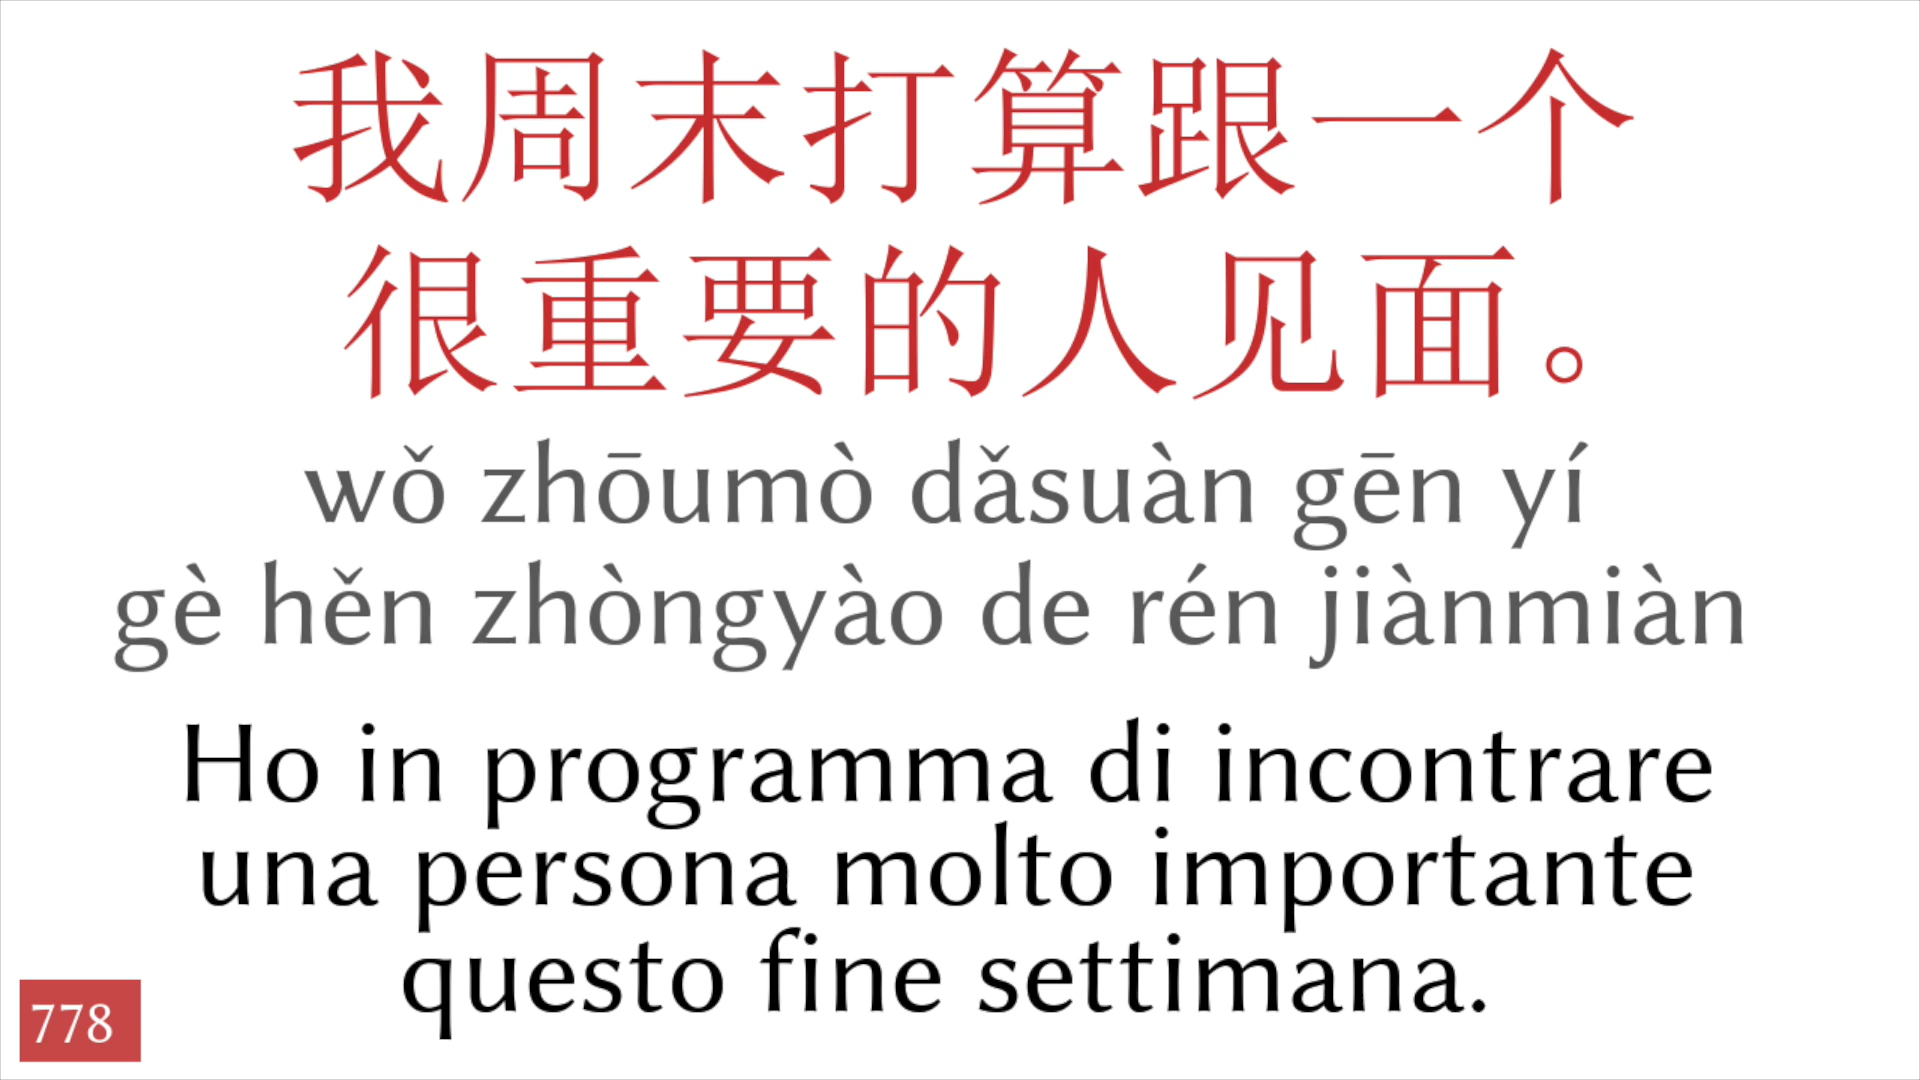 我周末打算跟一个
很重要的人见面。
wǒ zhōumò dǎsuàn gēn yí
gè hěn zhòngyào de rén jiànmiàn
Ho in programma di incontrare
una persona molto importante
questo fine settimana.
778